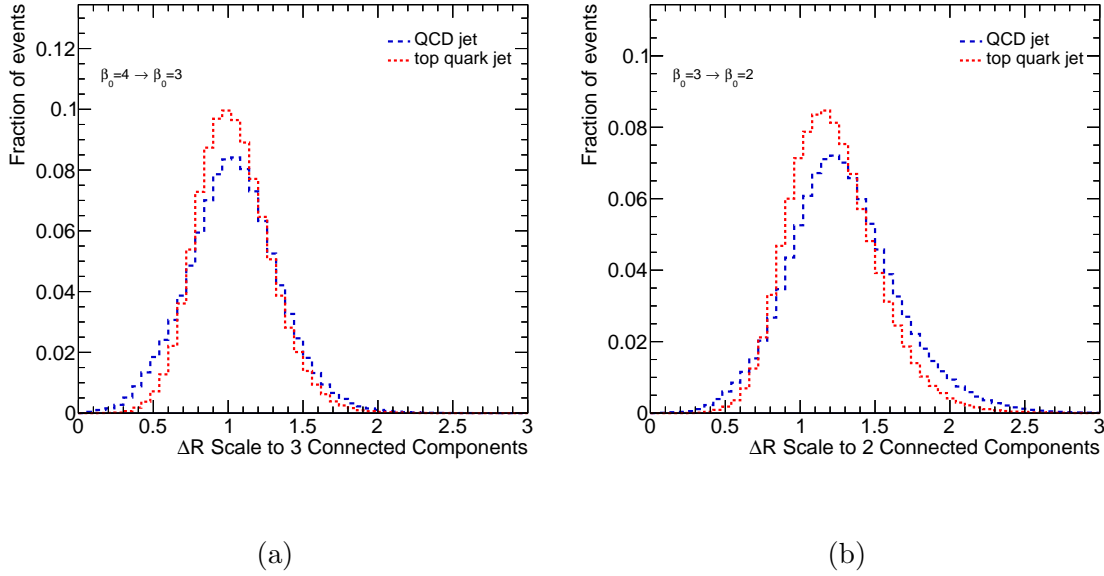 Fraction of events
0.12
0.1
0.08
0.06
0.04
0.02
0
QCD jet
top quark jet
β₀=4 → β₀=3
0 0.5 1 1.5 2 2.5 3
ΔR Scale to 3 Connected Components
(a)
Fraction of events
0.1
0.08
0.06
0.04
0.02
0
QCD jet
top quark jet
β₀=3 → β₀=2
0 0.5 1 1.5 2 2.5 3
ΔR Scale to 2 Connected Components
(b)